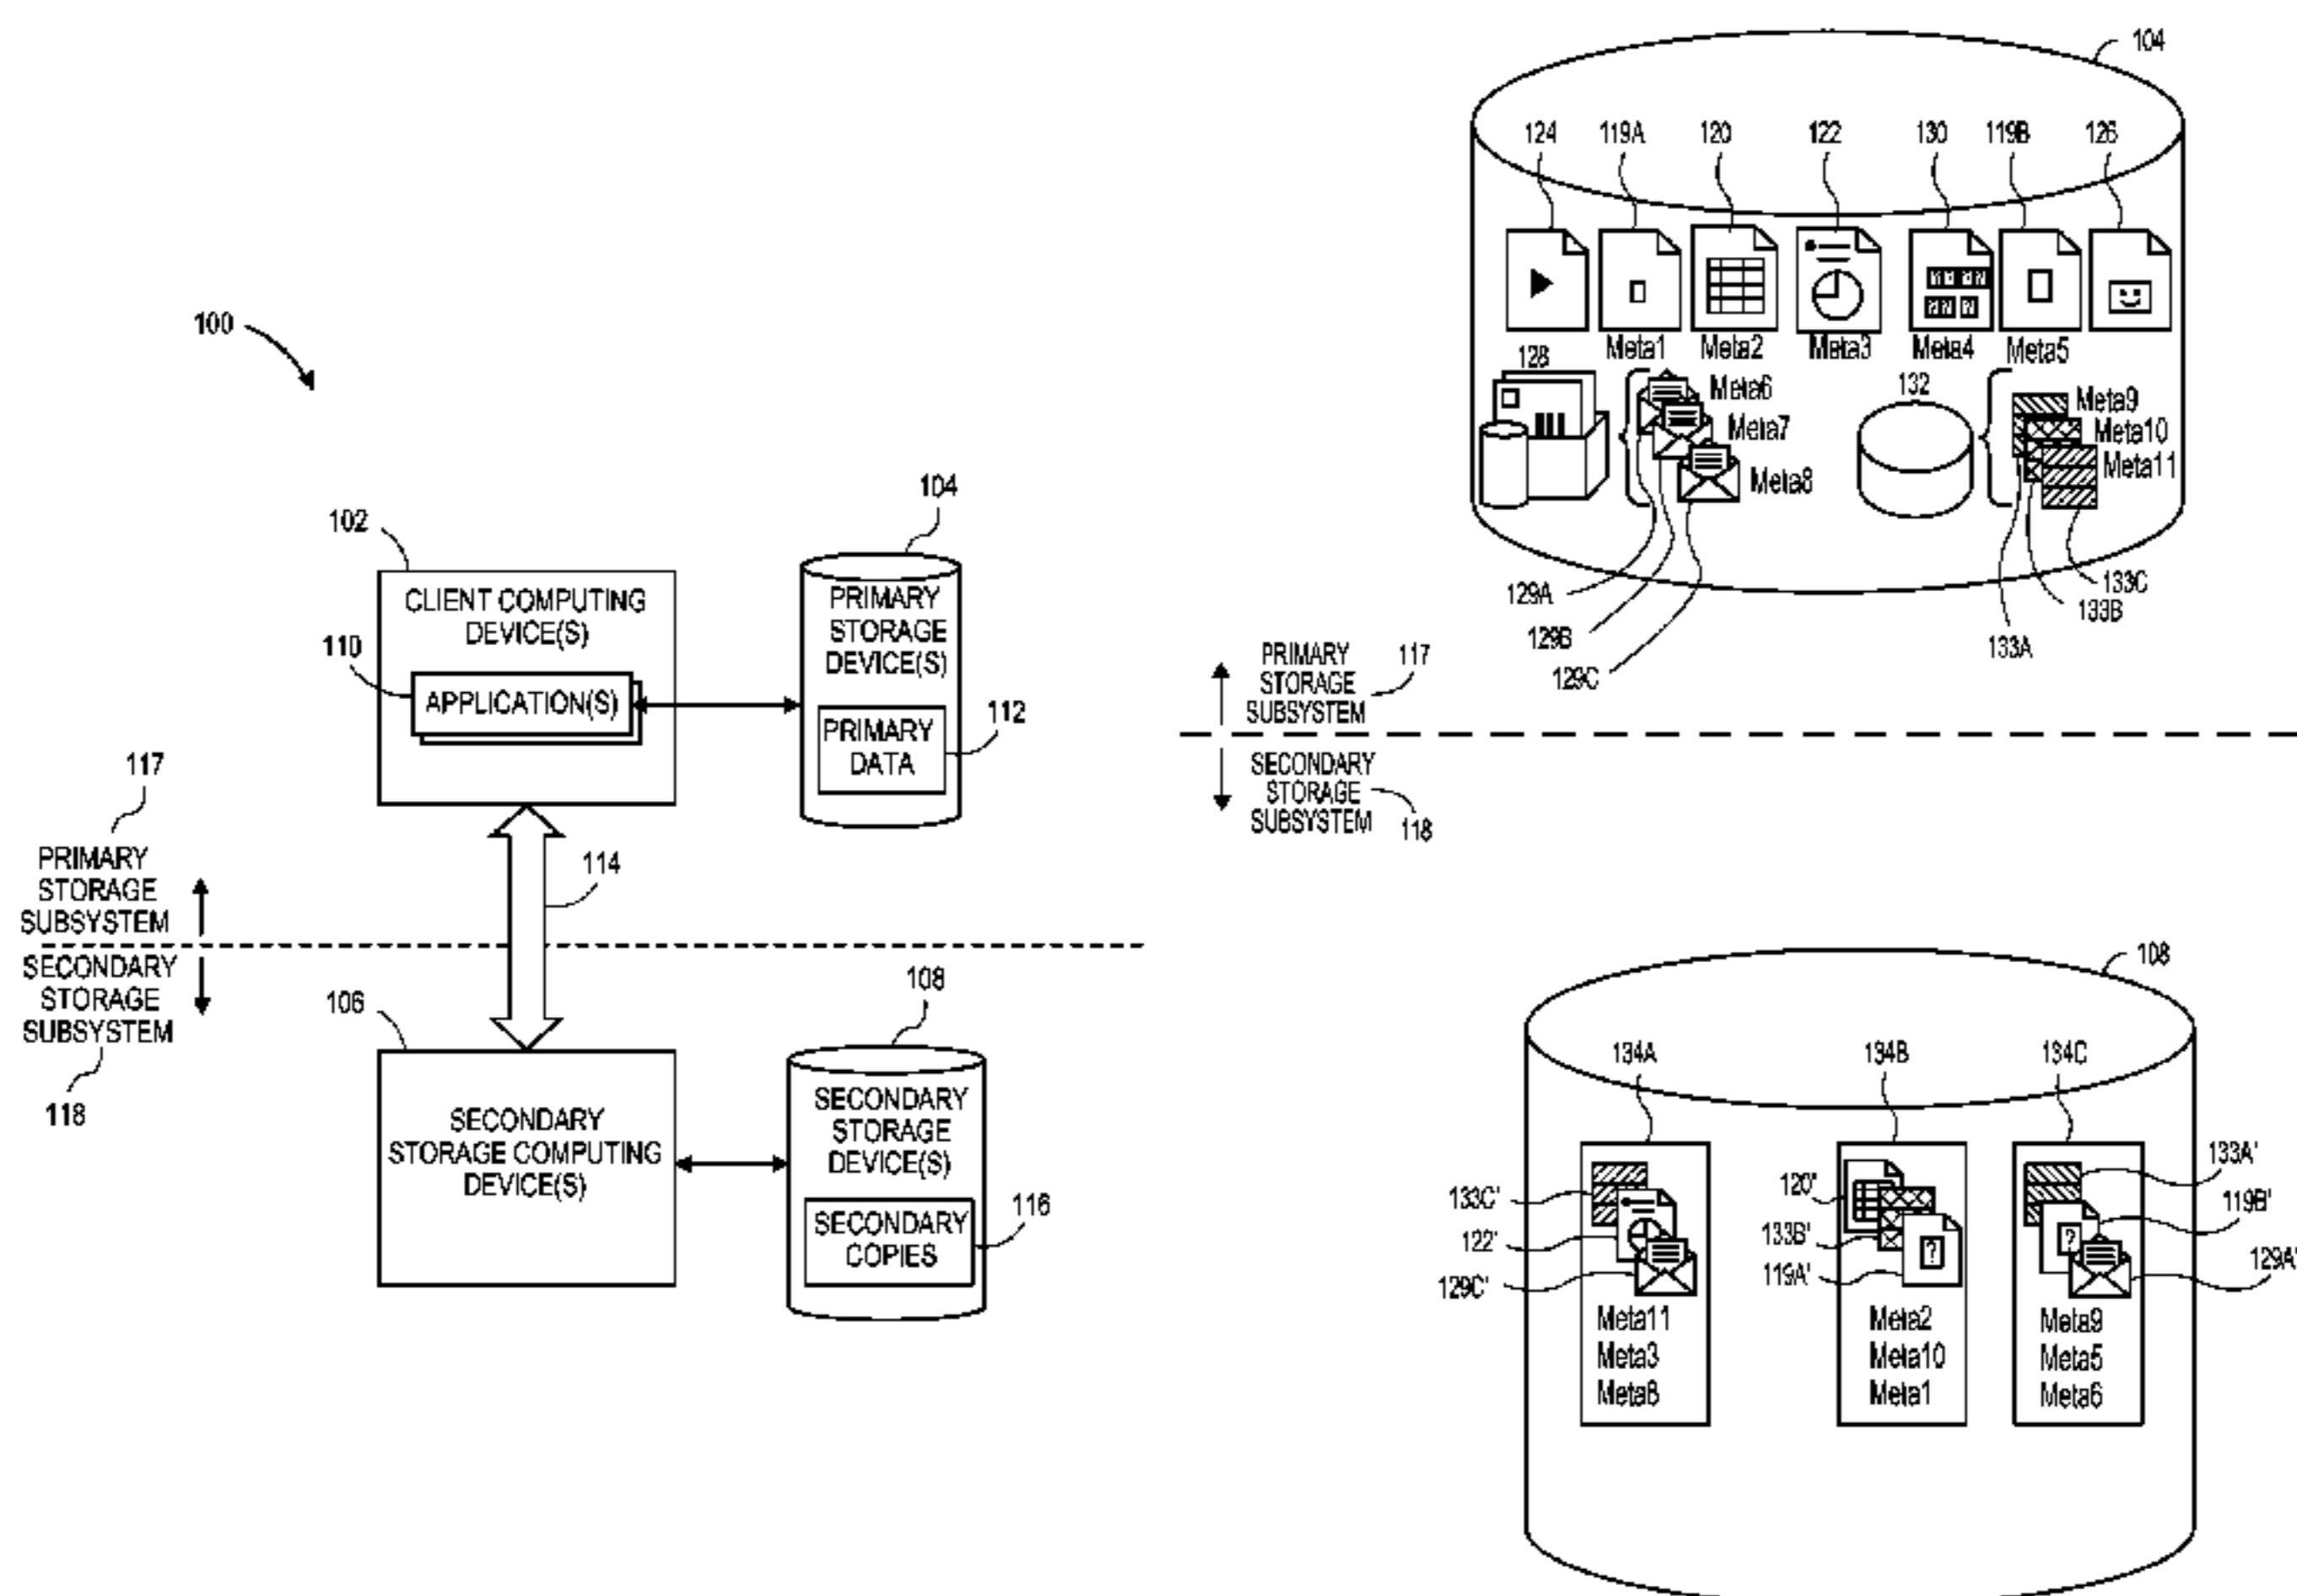 100
102
CLIENT COMPUTING
DEVICE(S)
110
APPLICATION(S)
104
PRIMARY
STORAGE
DEVICE(S)
112
PRIMARY
DATA
117
PRIMARY
STORAGE
SUBSYSTEM
114
SECONDARY
STORAGE
SUBSYSTEM
118
106
SECONDARY
STORAGE COMPUTING
DEVICE(S)
108
SECONDARY
STORAGE
DEVICE(S)
116
SECONDARY
COPIES
104
124 119A 120 122 130 119B 126
Meta1 Meta2 Meta3 Meta4 Meta5
128
Meta6
Meta7
Meta8
132
Meta9
Meta10
Meta11
129A
129B
129C
133C
133B
133A
PRIMARY
STORAGE
SUBSYSTEM
117
SECONDARY
STORAGE
SUBSYSTEM
118
108
134A 134B 134C
133C'
122'
129C'
Meta11
Meta3
Meta8
120'
133B'
119A'
?
Meta2
Meta10
Meta1
133A'
119B'
129A'
?
Meta9
Meta5
Meta6